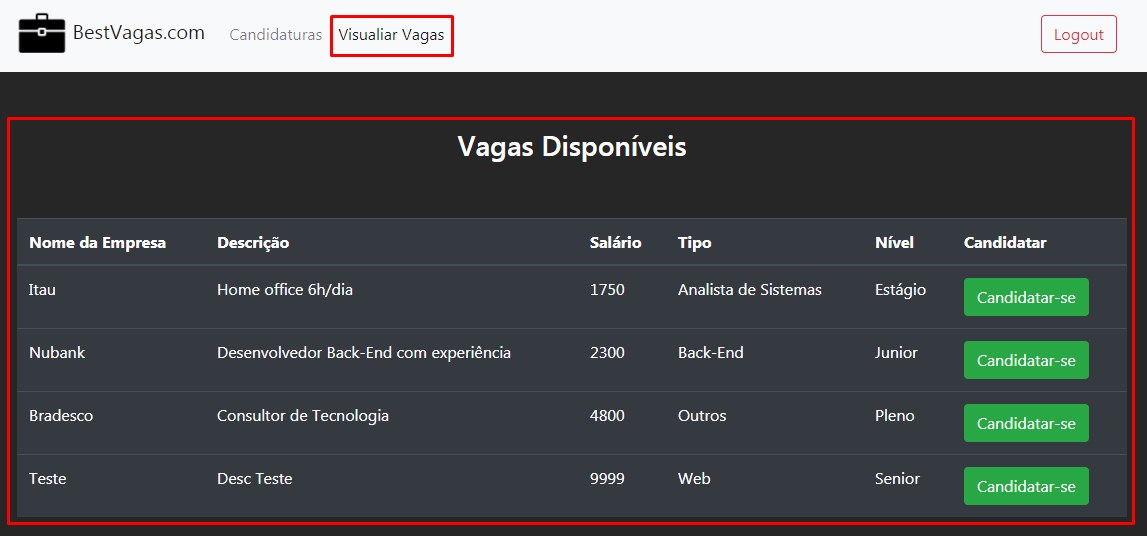 BestVagas.com Candidaturas Visualiar Vagas Logout
Vagas Disponíveis
Nome da Empresa Descrição Salário Tipo Nível Candidatar
Itau Home office 6h/dia 1750 Analista de Sistemas Estágio Candidatar-se
Nubank Desenvolvedor Back-End com experiência 2300 Back-End Junior Candidatar-se
Bradesco Consultor de Tecnologia 4800 Outros Pleno Candidatar-se
Teste Desc Teste 9999 Web Senior Candidatar-se